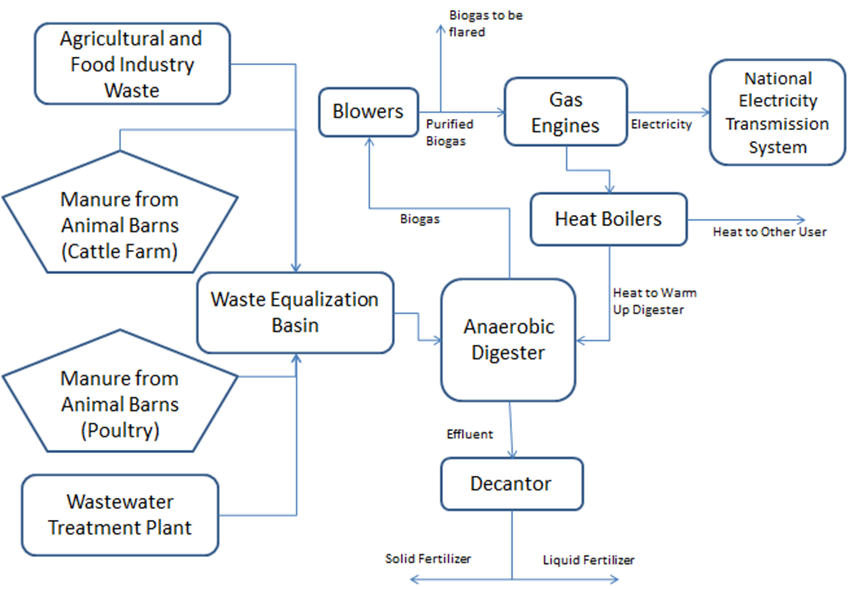 Agricultural and
Food Industry
Waste
Biogas to be
flared
Blowers
Purified
Biogas
Gas
Engines
Electricity
National
Electricity
Transmission
System
Manure from
Animal Barns
(Cattle Farm)
Biogas
Heat Boilers
Heat to Other User
Waste Equalization
Basin
Anaerobic
Digester
Heat to Warm
Up Digester
Manure from
Animal Barns
(Poultry)
Effluent
Wastewater
Treatment Plant
Decantor
Solid Fertilizer
Liquid Fertilizer